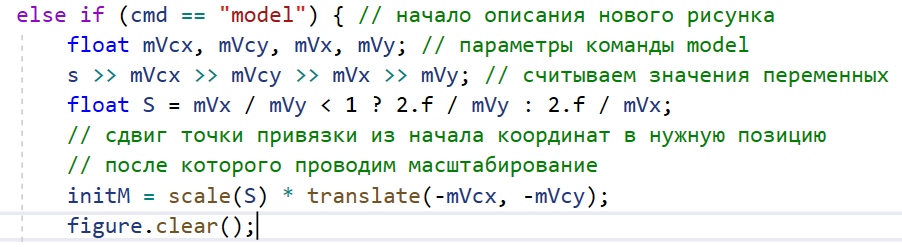 else if (cmd == "model") { // начало описания нового рисунка
float mVcx, mVcy, mVx, mVy; // параметры команды model
s >> mVcx >> mVcy >> mVx >> mVy; // считываем значения переменных
float S = mVx / mVy < 1 ? 2.f / mVy : 2.f / mVx;
// сдвиг точки привязки из начала координат в нужную позицию
// после которого проводим масштабирование
initM = scale(S) * translate(-mVcx, -mVcy);
figure.clear();